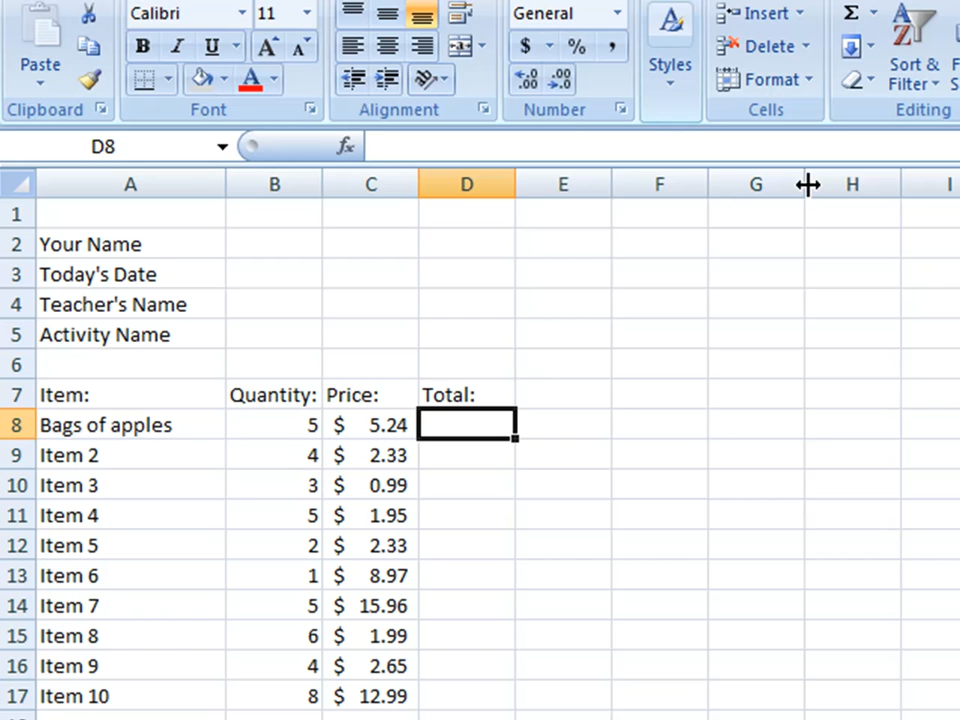 Calibri 11 General Insert
B I U A A $ % , Delete
Paste Styles Format Sort &
Filter
Clipboard Font Alignment Number Cells Editing
D8 fx
A B C D E F G H I
1
2 Your Name
3 Today's Date
4 Teacher's Name
5 Activity Name
6
7 Item: Quantity: Price: Total:
8 Bags of apples 5 $ 5.24
9 Item 2 4 $ 2.33
10 Item 3 3 $ 0.99
11 Item 4 5 $ 1.95
12 Item 5 2 $ 2.33
13 Item 6 1 $ 8.97
14 Item 7 5 $ 15.96
15 Item 8 6 $ 1.99
16 Item 9 4 $ 2.65
17 Item 10 8 $ 12.99